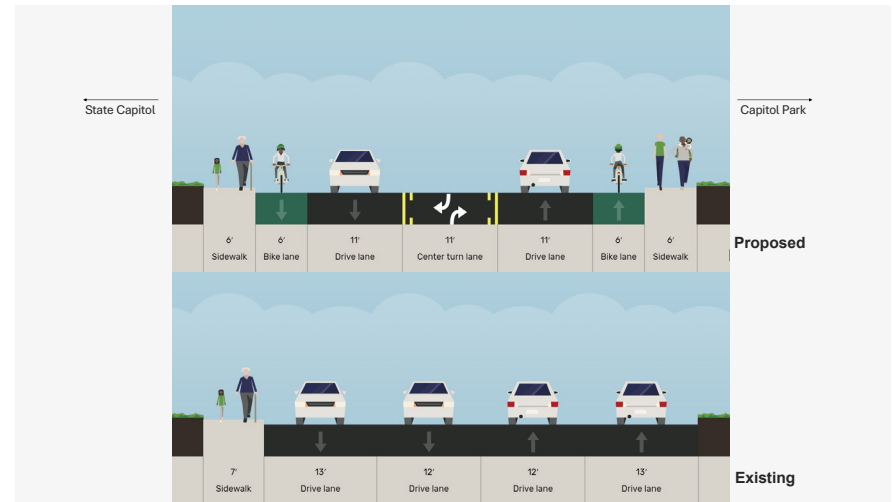 State Capitol
Capitol Park
6′ 6′ 11′ 11′ 11′ 6′ 6′
Sidewalk Bike lane Drive lane Center turn lane Drive lane Bike lane Sidewalk
Proposed
7′ 13′ 12′ 12′ 13′
Sidewalk Drive lane Drive lane Drive lane Drive lane
Existing